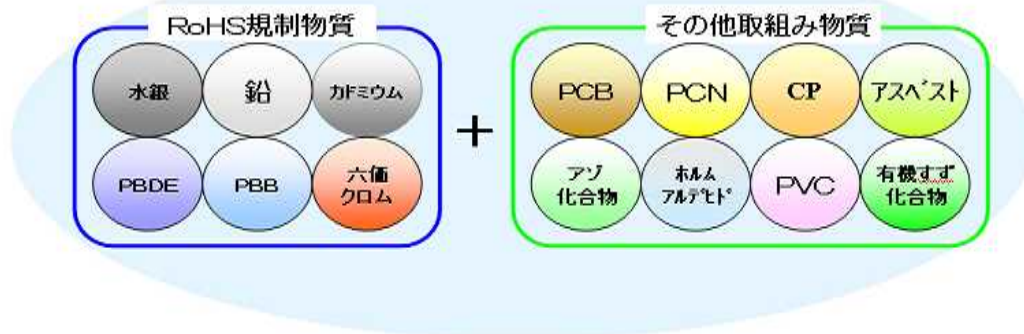 RoHS規制物質
水銀
鉛
カドミウム
PBDE
PBB
六価
クロム
+
その他取組み物質
PCB
PCN
CP
アスベスト
アゾ
化合物
ホルム
アルデヒド
PVC
有機すず
化合物